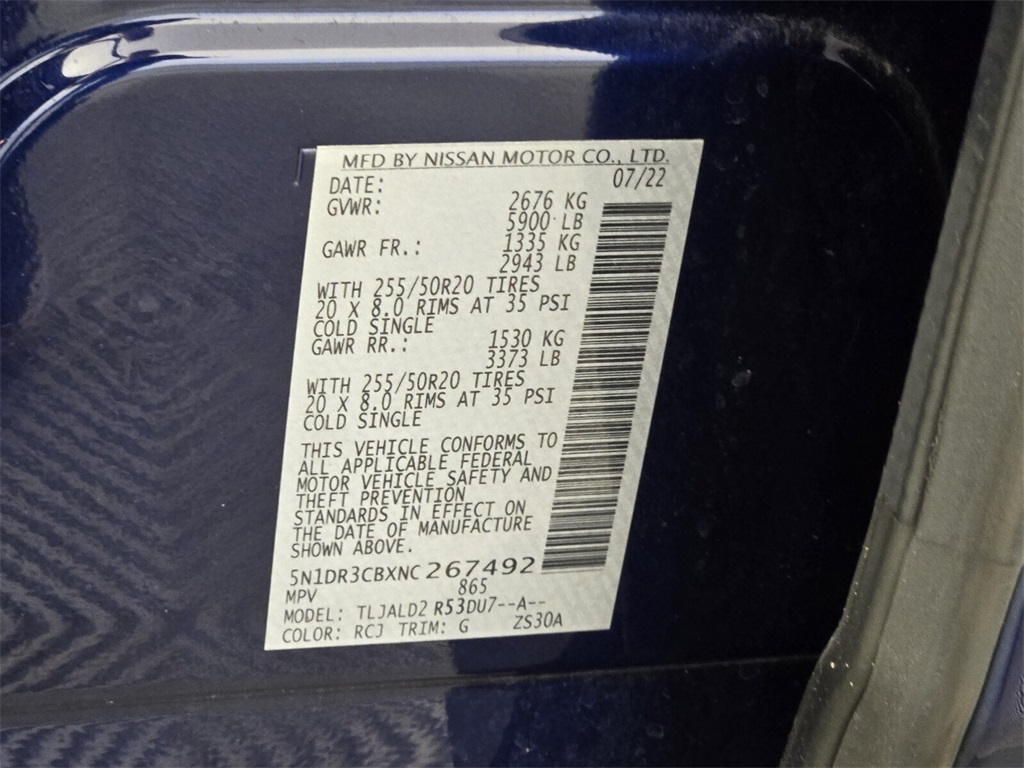 MFD BY NISSAN MOTOR CO., LTD.
DATE: 07/22
GVWR: 2676 KG
5900 LB
GAWR FR.: 1335 KG
2943 LB
WITH 255/50R20 TIRES
20 X 8.0 RIMS AT 35 PSI
COLD SINGLE
GAWR RR.: 1530 KG
3373 LB
WITH 255/50R20 TIRES
20 X 8.0 RIMS AT 35 PSI
COLD SINGLE
THIS VEHICLE CONFORMS TO
ALL APPLICABLE FEDERAL
MOTOR VEHICLE SAFETY AND
THEFT PREVENTION
STANDARDS IN EFFECT ON
THE DATE OF MANUFACTURE
SHOWN ABOVE.
5N1DR3CBXNC267492
MPV 865
MODEL: TLJALD2 R53DU7--A--
COLOR: RCJ TRIM: G ZS30A